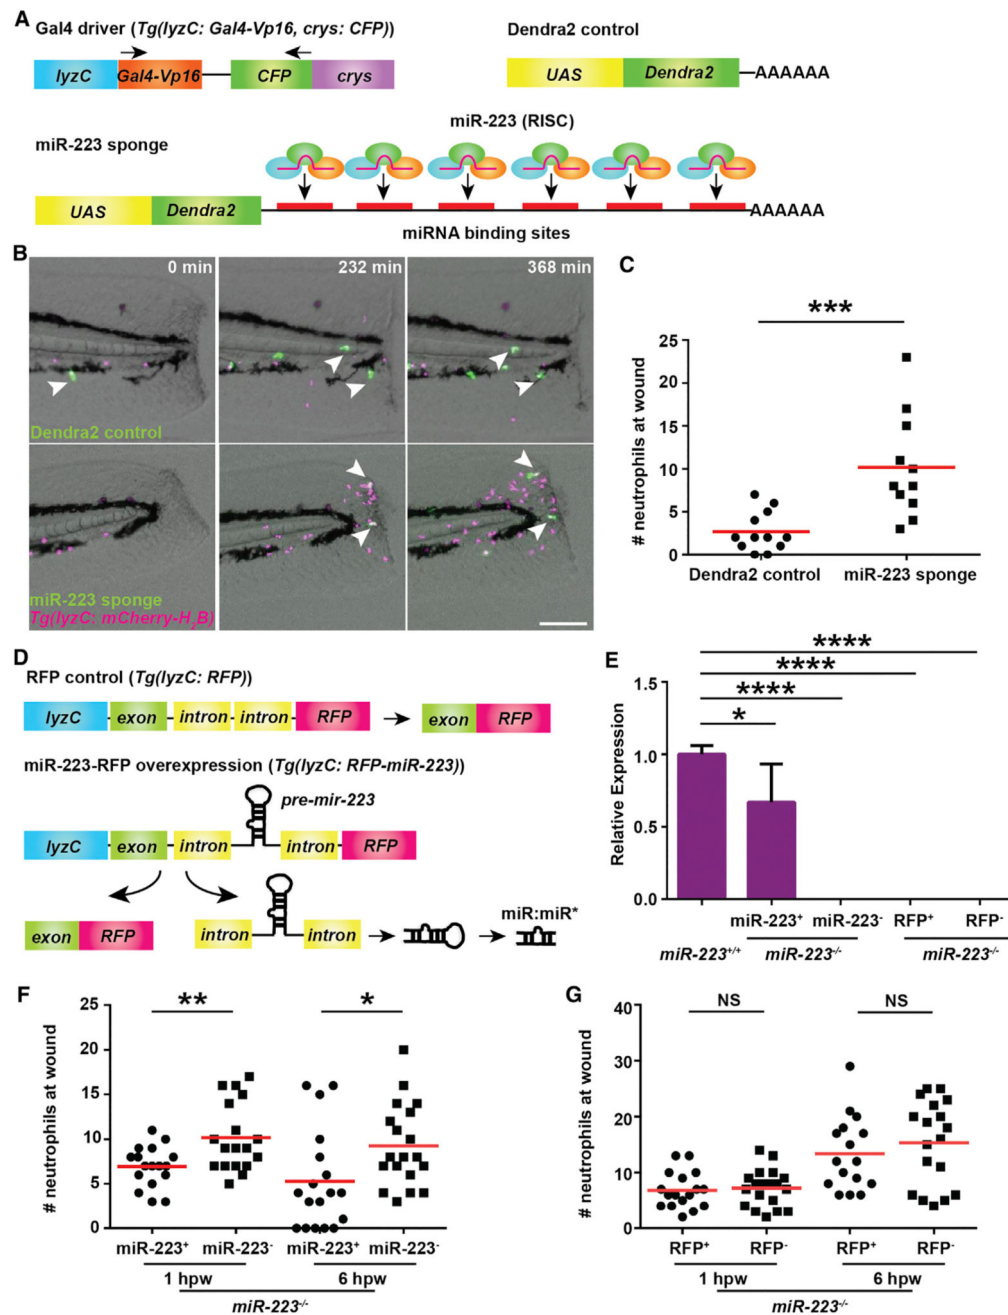 A
Gal4 driver (Tg(lyzC: Gal4-Vp16, crys: CFP))
lyzC Gal4-Vp16 CFP crys
Dendra2 control
UAS Dendra2 AAAAAA
miR-223 (RISC)
miR-223 sponge
UAS Dendra2 AAAAAA
miRNA binding sites
B
0 min 232 min 368 min
Dendra2 control
miR-223 sponge
Tg(lyzC: mCherry-H2B)
C
***
# neutrophils at wound
25
20
15
10
5
0
Dendra2 control miR-223 sponge
D
RFP control (Tg(lyzC: RFP))
lyzC exon intron intron RFP exon RFP
miR-223-RFP overexpression (Tg(lyzC: RFP-miR-223))
pre-mir-223
lyzC exon intron intron RFP
exon RFP intron intron miR:miR*
E
****
****
****
*
Relative Expression
1.5
1.0
0.5
0.0
miR-223+ miR-223- RFP+ RFP-
miR-223+/+ miR-223-/- miR-223-/-
F
** *
# neutrophils at wound
25
20
15
10
5
0
miR-223+ miR-223- miR-223+ miR-223-
1 hpw 6 hpw
miR-223-/-
G
NS NS
# neutrophils at wound
40
30
20
10
0
RFP+ RFP- RFP+ RFP-
1 hpw 6 hpw
miR-223-/-